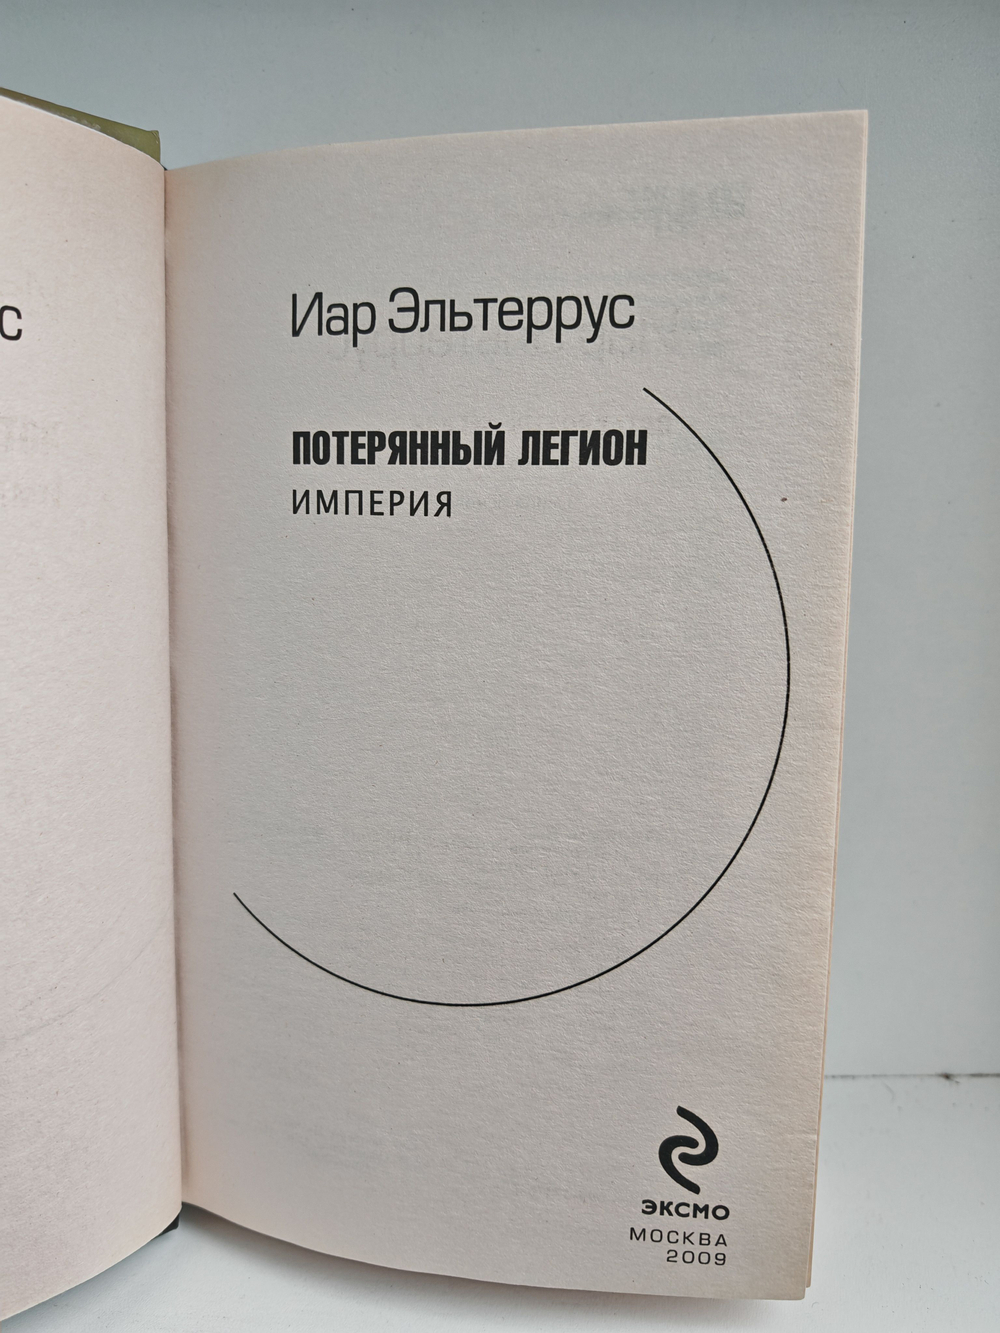 с
Иар Эльтеррус
ПОТЕРЯННЫЙ ЛЕГИОН
ИМПЕРИЯ
ЭКСМО
МОСКВА
2009